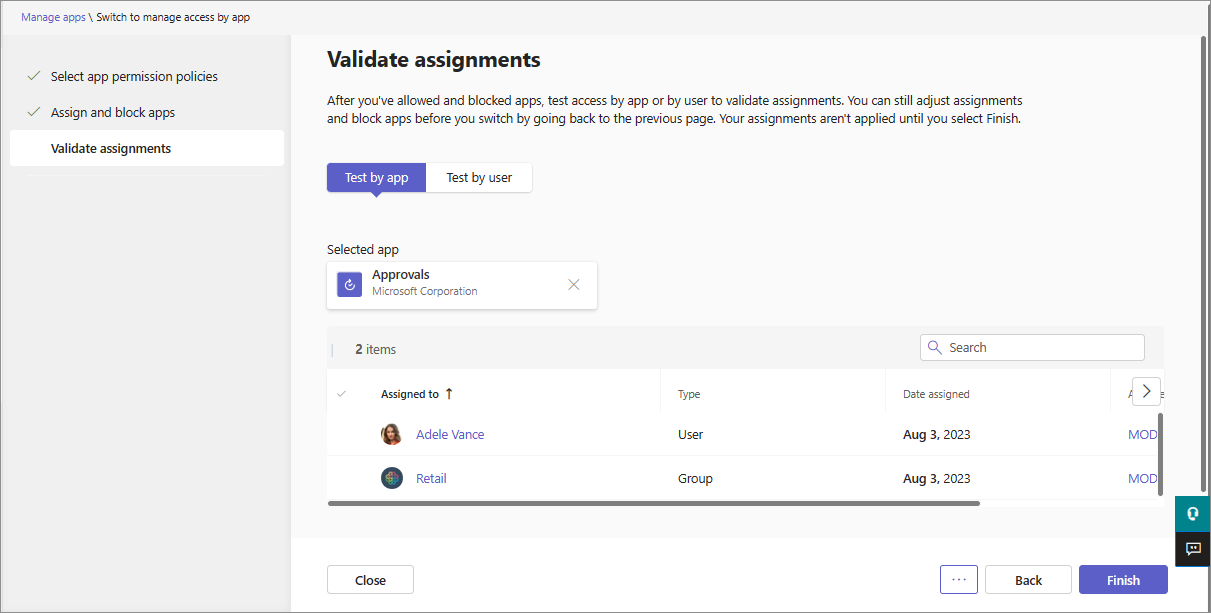 Manage apps \ Switch to manage access by app
Select app permission policies
Assign and block apps
Validate assignments
Validate assignments
After you've allowed and blocked apps, test access by app or by user to validate assignments. You can still adjust assignments
and block apps before you switch by going back to the previous page. Your assignments aren't applied until you select Finish.
Test by app
Test by user
Selected app
Approvals
Microsoft Corporation
2 items
Search
Assigned to ↑
Type
Date assigned
Adele Vance
User
Aug 3, 2023
MOD
Retail
Group
Aug 3, 2023
MOD
Close
...
Back
Finish